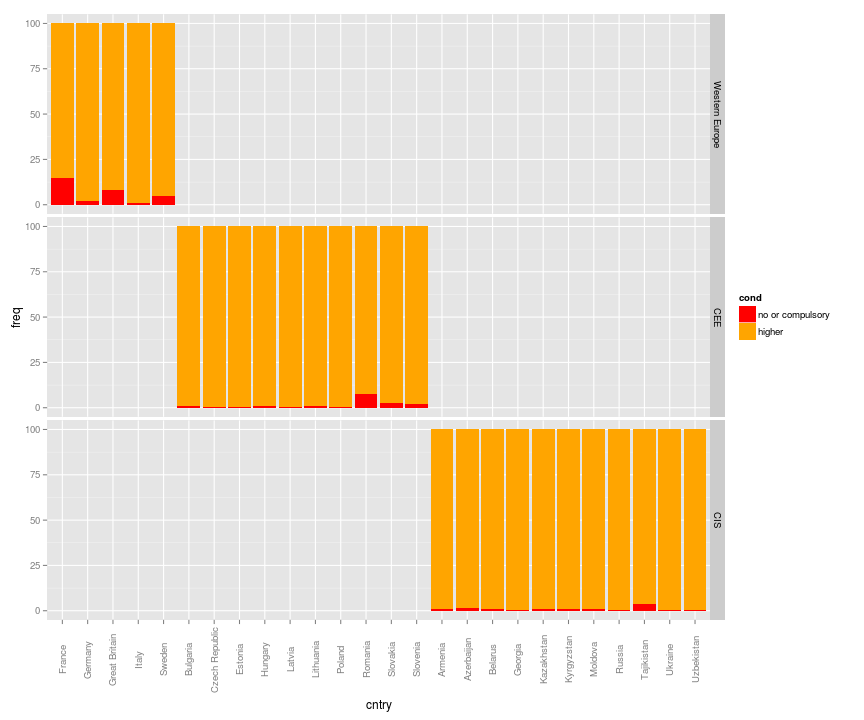 100
75
50
25
0
Western Europe
100
75
50
25
0
CEE
100
75
50
25
0
CIS
freq
France
Germany
Great Britain
Italy
Sweden
Bulgaria
Czech Republic
Estonia
Hungary
Latvia
Lithuania
Poland
Romania
Slovakia
Slovenia
Armenia
Azerbaijan
Belarus
Georgia
Kazakhstan
Kyrgyzstan
Moldova
Russia
Tajikistan
Ukraine
Uzbekistan
cntry
cond
no or compulsory
higher